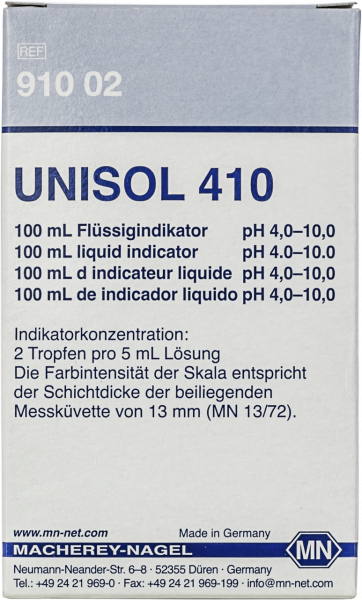 REF
910 02
UNISOL 410
100 mL Flüssigindikator pH 4,0–10,0
100 mL liquid indicator pH 4.0–10.0
100 mL d indicateur liquide pH 4,0–10,0
100 mL de indicador liquido pH 4,0–10,0
Indikatorkonzentration:
2 Tropfen pro 5 mL Lösung
Die Farbintensität der Skala entspricht
der Schichtdicke der beiliegenden
Messküvette von 13 mm (MN 13/72).
www.mn-net.com Made in Germany
MACHEREY-NAGEL MN
Neumann-Neander-Str. 6–8 · 52355 Düren · Germany
Tel.: +49 24 21 969-0 · Fax: +49 24 21 969-199 · info@mn-net.com